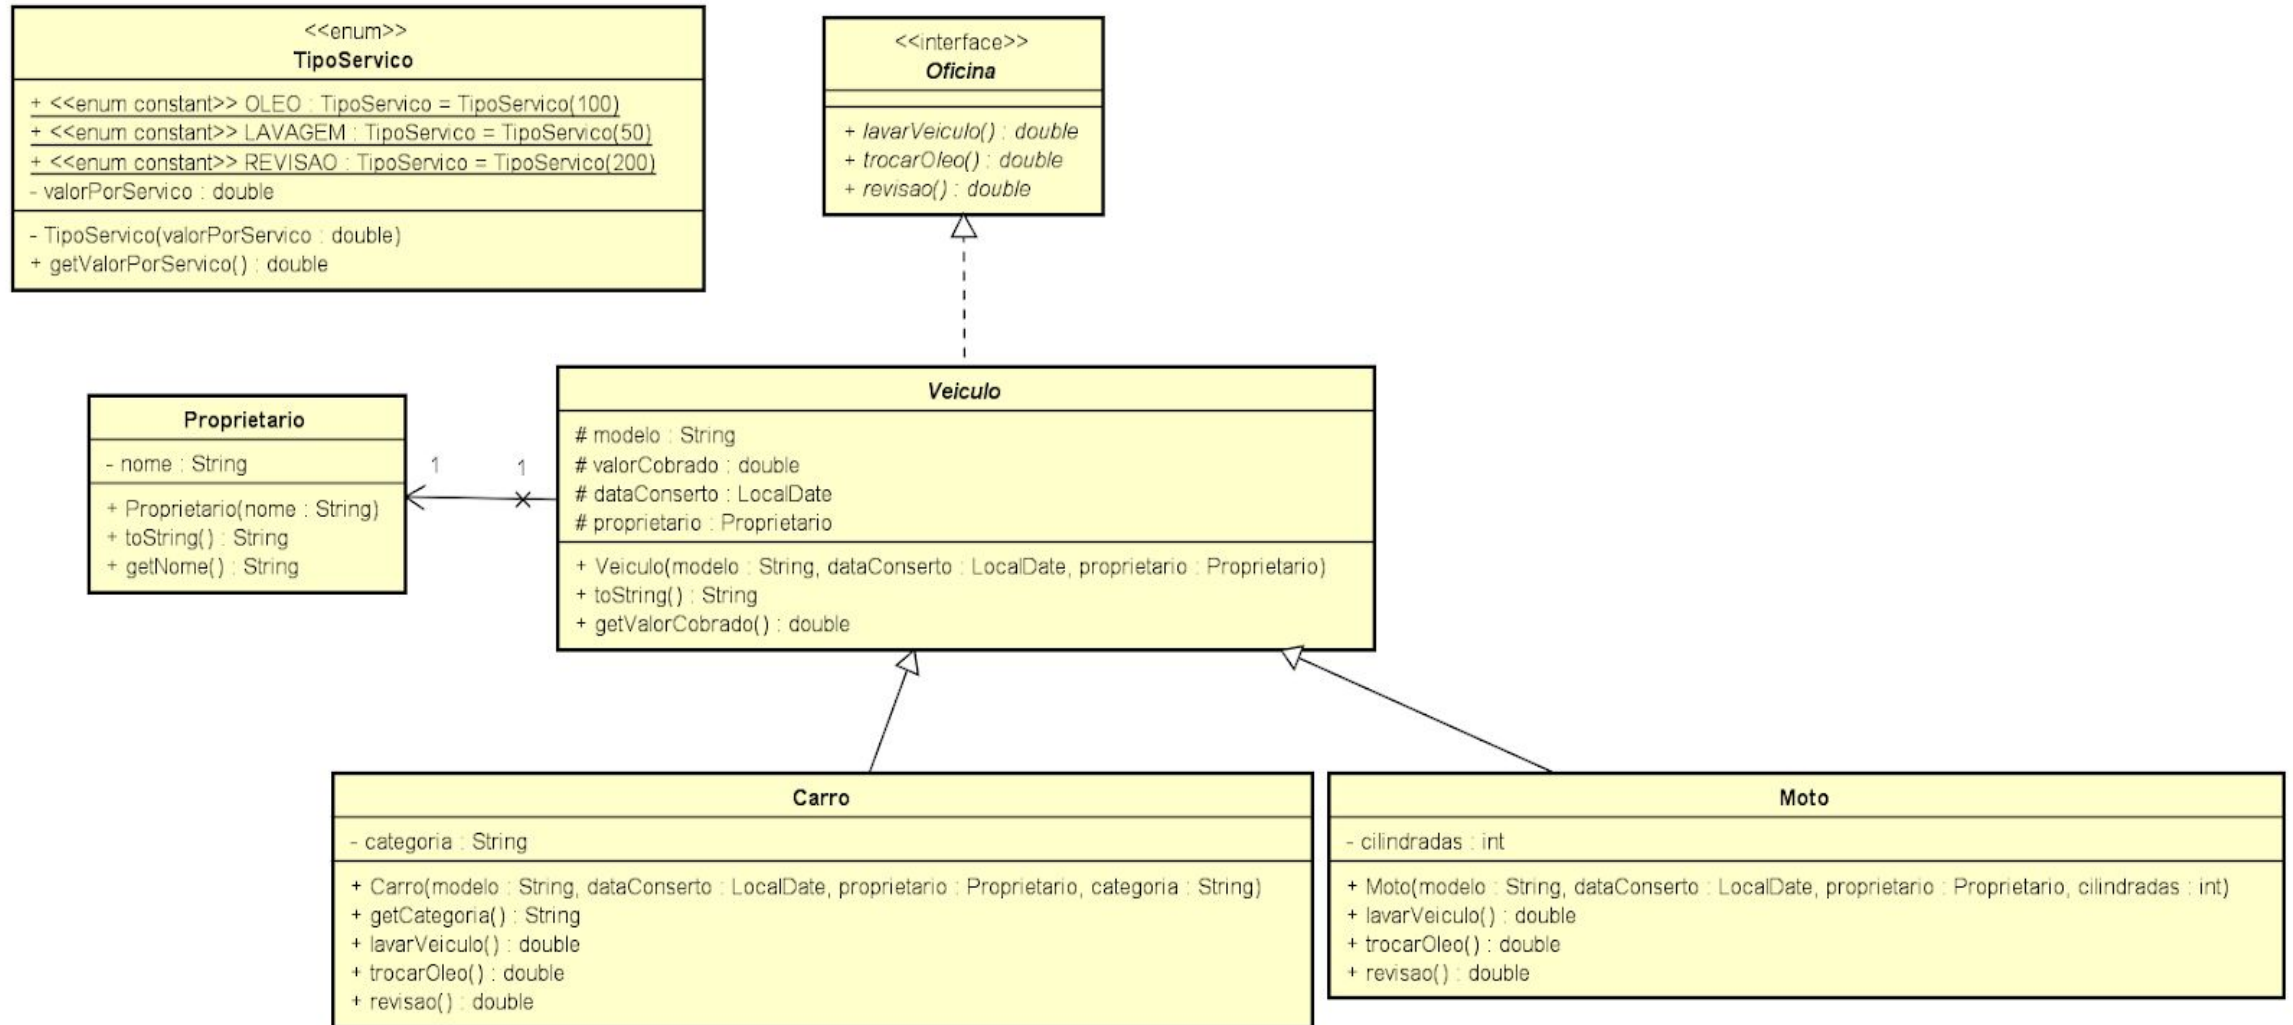 <<enum>>
TipoServico
+ <<enum constant>> OLEO : TipoServico = TipoServico(100)
+ <<enum constant>> LAVAGEM : TipoServico = TipoServico(50)
+ <<enum constant>> REVISAO : TipoServico = TipoServico(200)
- valorPorServico : double
- TipoServico(valorPorServico : double)
+ getValorPorServico() : double
<<interface>>
Oficina
+ lavarVeiculo() : double
+ trocarOleo() : double
+ revisao() : double
Proprietario
- nome : String
+ Proprietario(nome : String)
+ toString() : String
+ getNome() : String
1
1
Veiculo
# modelo : String
# valorCobrado : double
# dataConserto : LocalDate
# proprietario : Proprietario
+ Veiculo(modelo : String, dataConserto : LocalDate, proprietario : Proprietario)
+ toString() : String
+ getValorCobrado() : double
Carro
- categoria : String
+ Carro(modelo : String, dataConserto : LocalDate, proprietario : Proprietario, categoria : String)
+ getCategoria() : String
+ lavarVeiculo() : double
+ trocarOleo() : double
+ revisao() : double
Moto
- cilindradas : int
+ Moto(modelo : String, dataConserto : LocalDate, proprietario : Proprietario, cilindradas : int)
+ lavarVeiculo() : double
+ trocarOleo() : double
+ revisao() : double